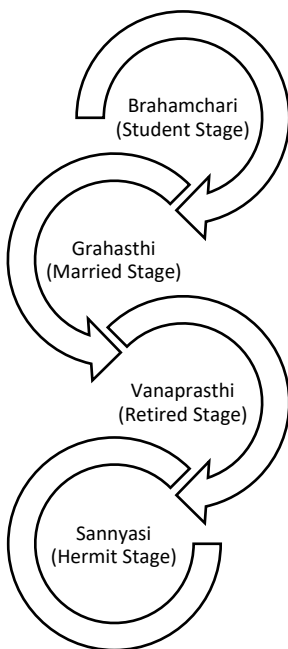 Brahamchari
(Student Stage)
Grahasthi
(Married Stage)
Vanaprasthi
(Retired Stage)
Sannyasi
(Hermit Stage)